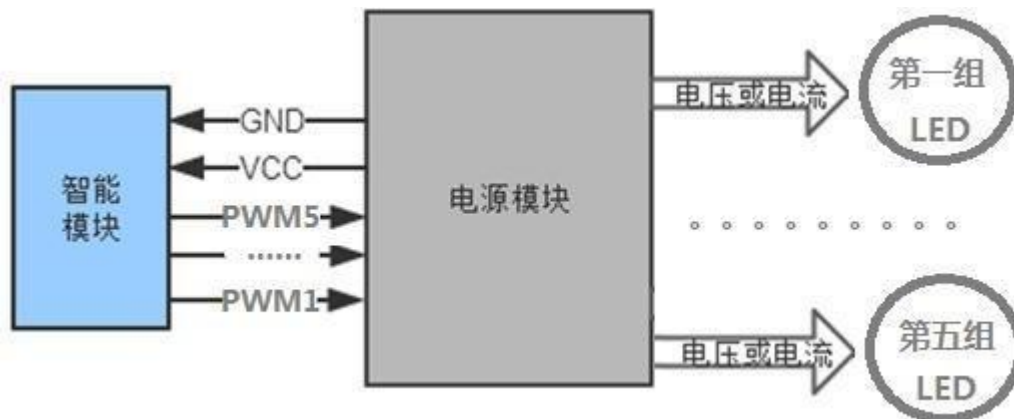 智能
模块
GND
VCC
PWM5
......
PWM1
电源模块
电压或电流
第一组
LED
电压或电流
第五组
LED